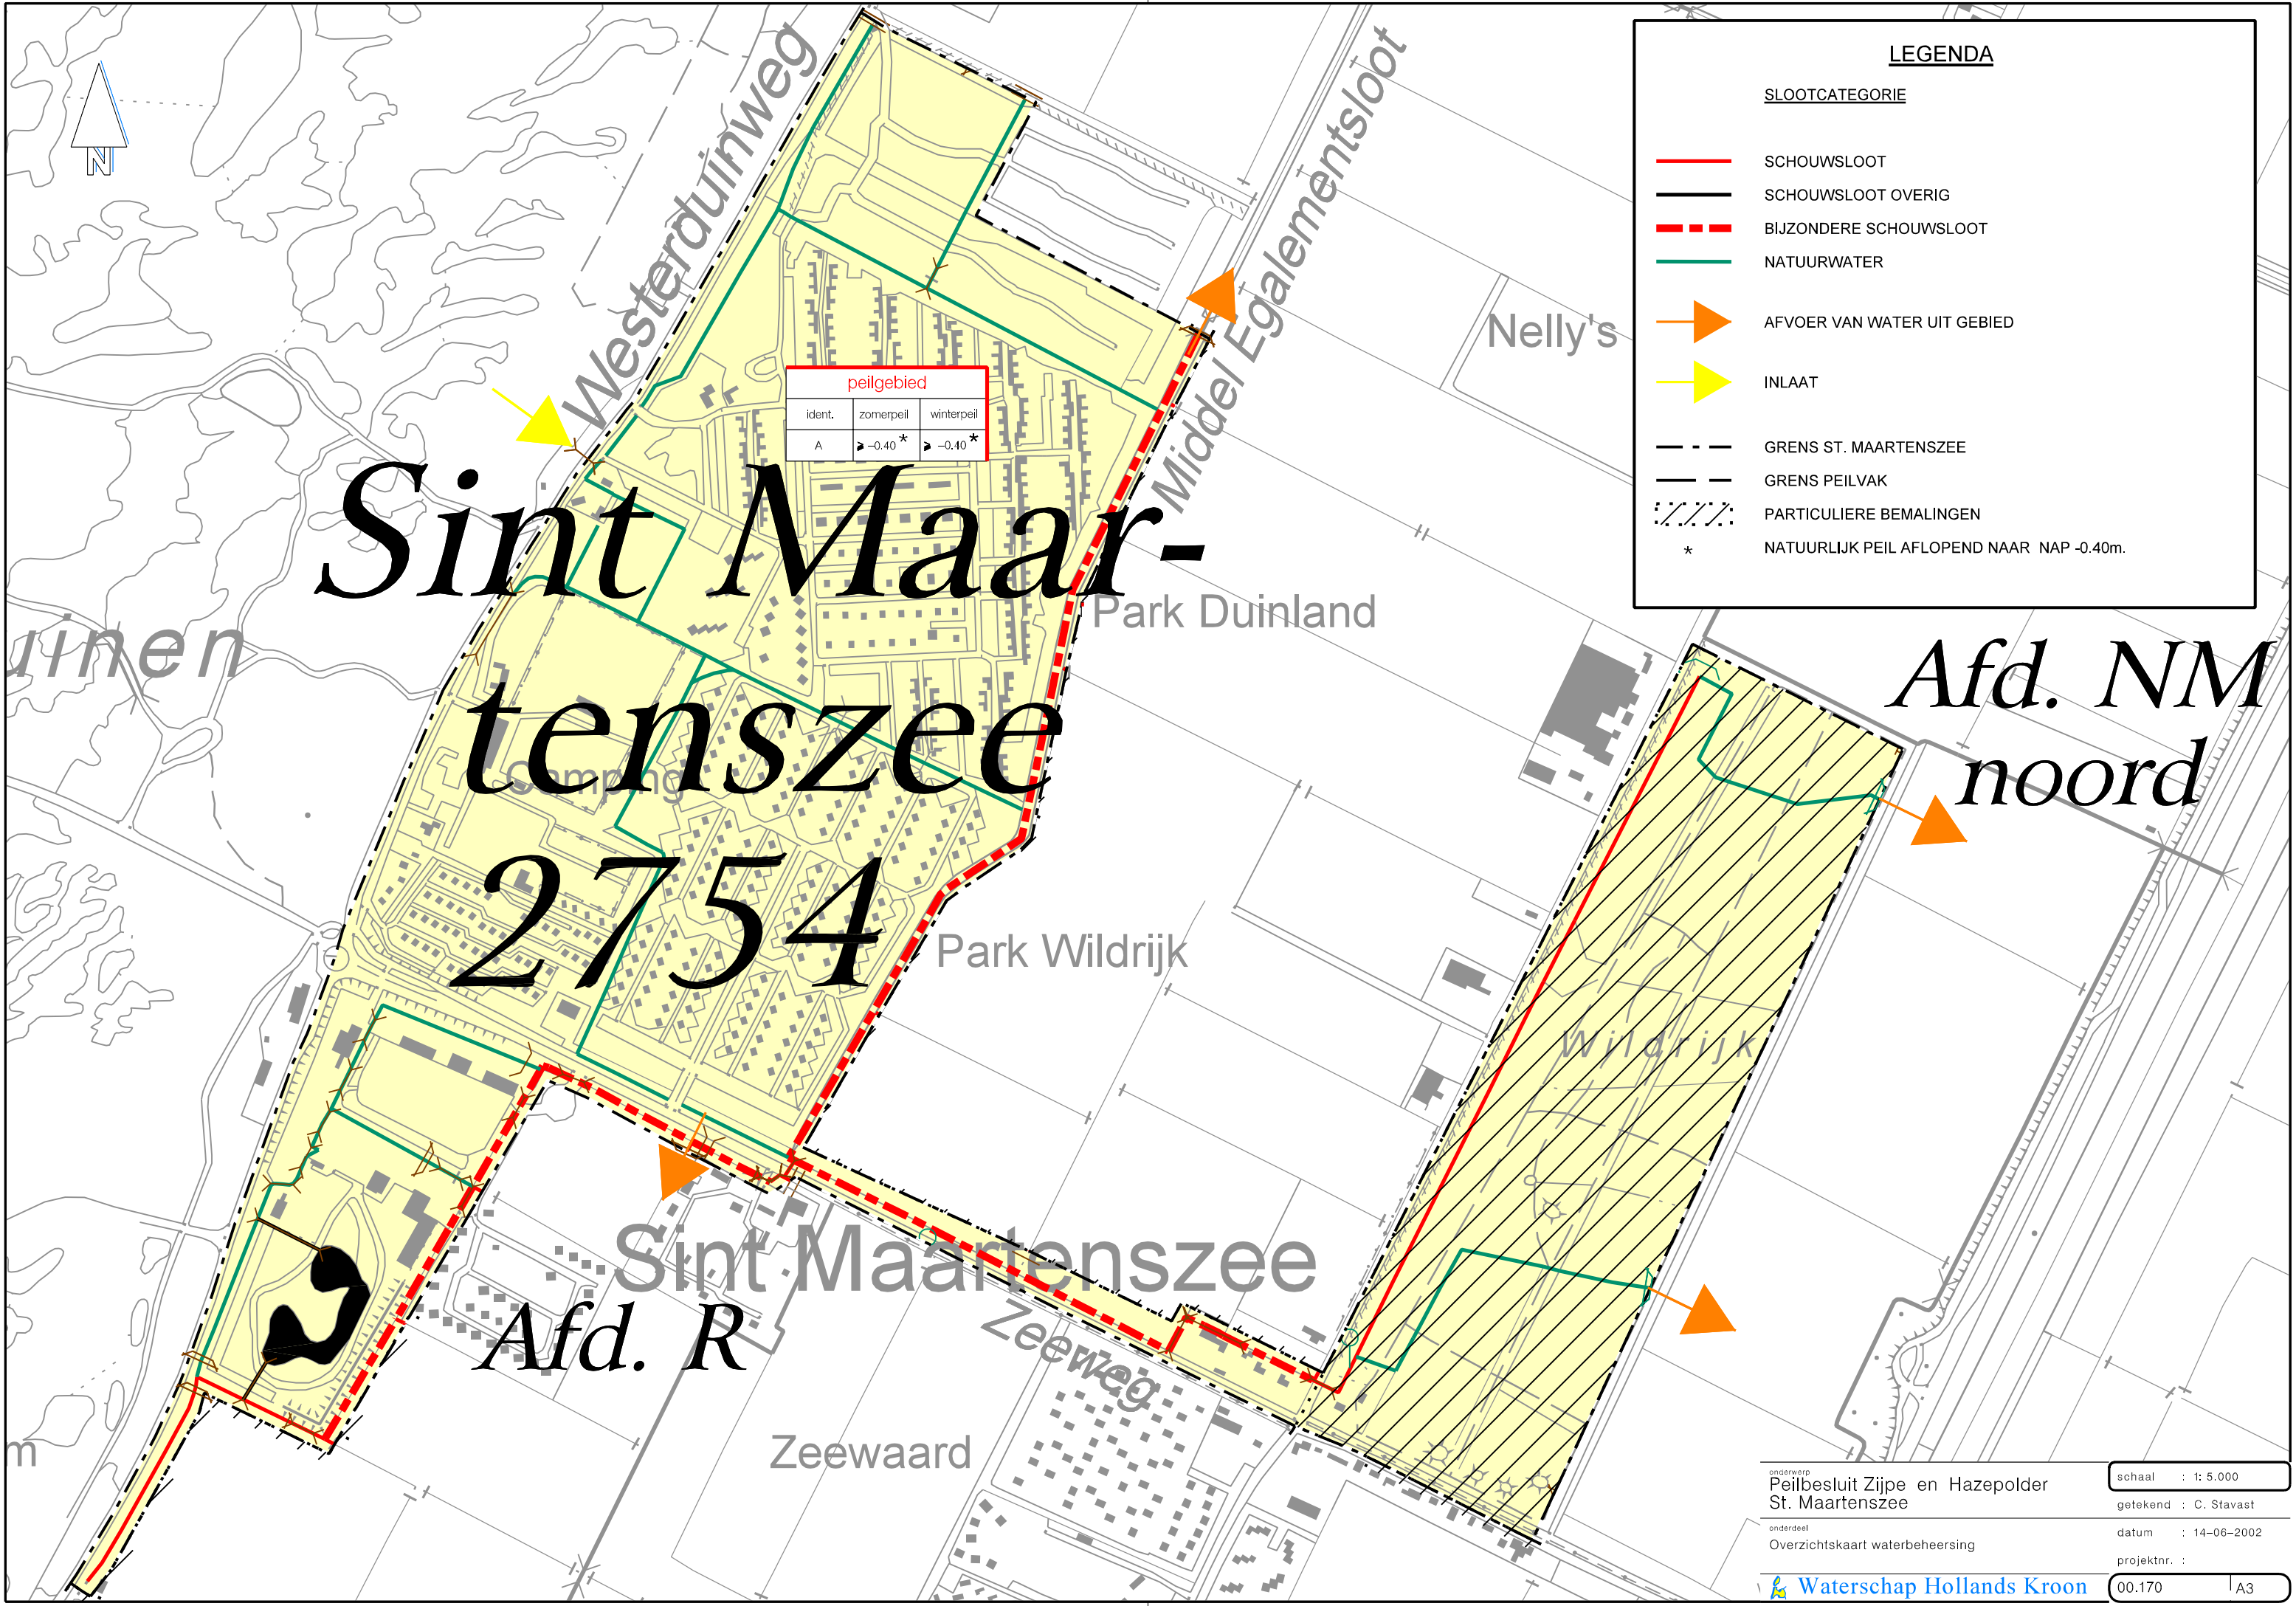 LEGENDA
SLOOTCATEGORIE
SCHOUWSLOOT
SCHOUWSLOOT OVERIG
BIJZONDERE SCHOUWSLOOT
NATUURWATER
AFVOER VAN WATER UIT GEBIED
INLAAT
GRENS ST. MAARTENSZEE
GRENS PEILVAK
PARTICULIERE BEMALINGEN
* NATUURLIJK PEIL AFLOPEND NAAR NAP -0.40m.
N
Westerduinweg
Middel Egalementsloot
Nelly's
peilgebied
ident. zomerpeil winterpeil
A ≥ -0.40 * ≥ -0.40 *
Sint Maar-
tenszee
2754
Park Duinland
uinen
Camping
Afd. NM
noord
Park Wildrijk
Wildrijk
Sint Maartenszee
Zeeweg
Afd. R
Zeewaard
m
onderwerp
Peilbesluit Zijpe en Hazepolder
St. Maartenszee
onderdeel
Overzichtskaart waterbeheersing
Waterschap Hollands Kroon
schaal : 1: 5.000
getekend : C. Stavast
datum : 14-06-2002
projektnr. :
00.170 A3